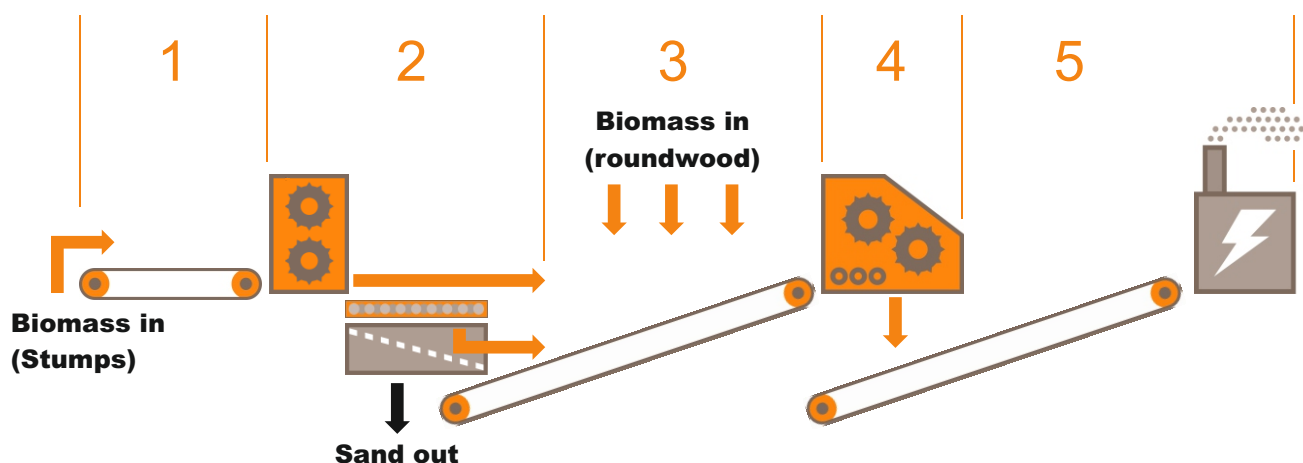 1
2
3
4
5
Biomass in
(roundwood)
Biomass in
(Stumps)
Sand out